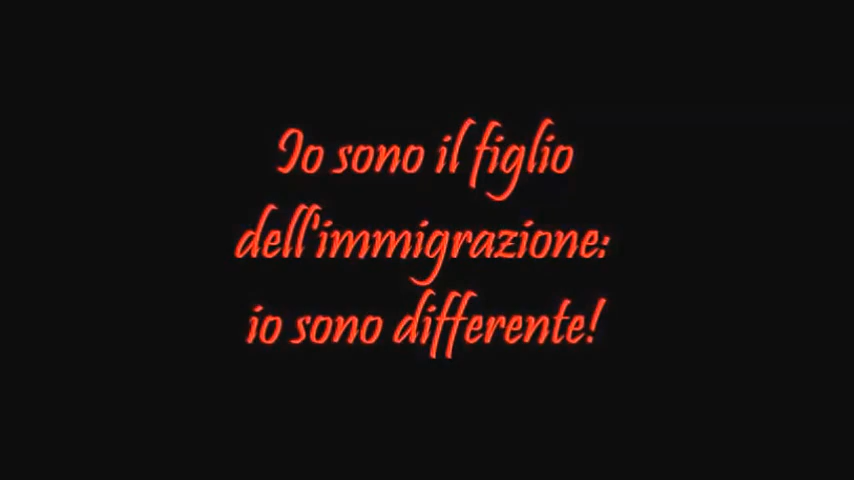 Io sono il figlio
dell'immigrazione:
io sono differente!